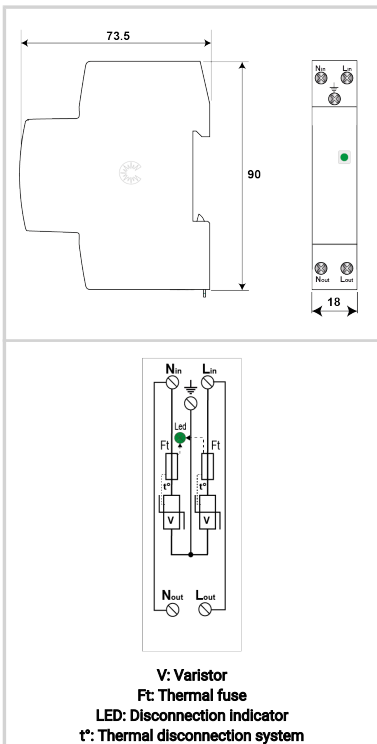 73.5
Nin Lin
90
Nout Lout
18
Nin Lin
Led
Ft Ft
t° t°
V V
Nout Lout
V: Varistor
Ft: Thermal fuse
LED: Disconnection indicator
t°: Thermal disconnection system